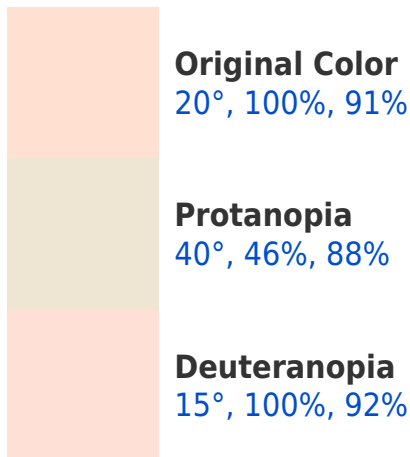 Original Color
20°, 100%, 91%
Protanopia
40°, 46%, 88%
Deuteranopia
15°, 100%, 92%